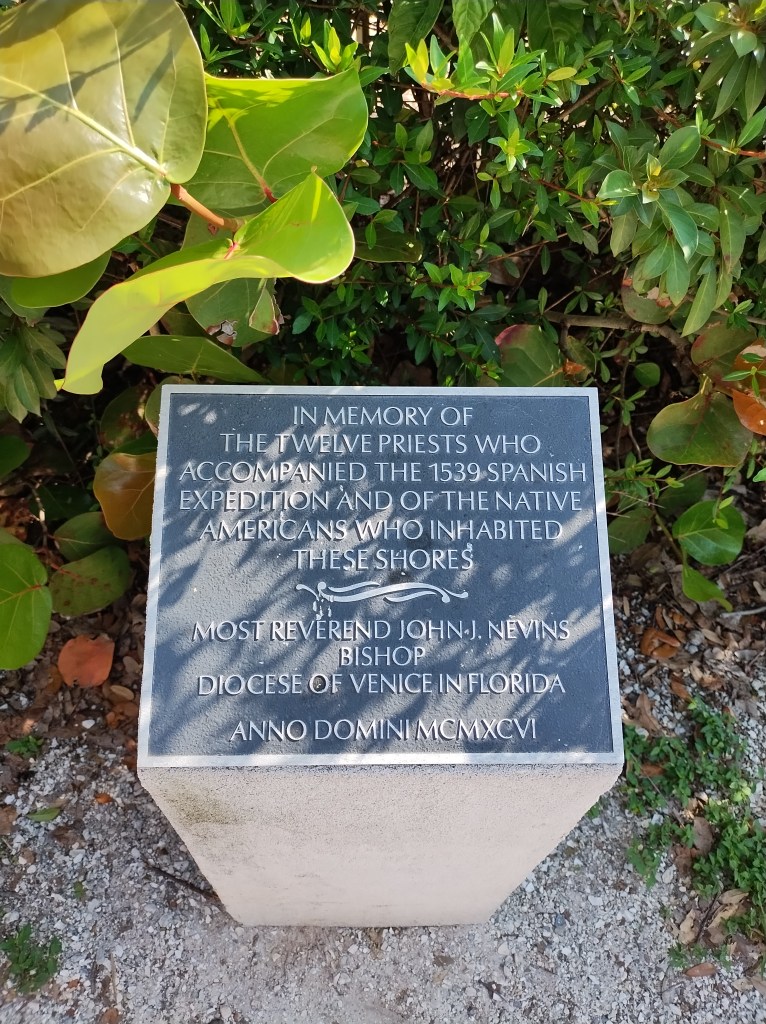 IN MEMORY OF
THE TWELVE PRIESTS WHO
ACCOMPANIED THE 1539 SPANISH
EXPEDITION AND OF THE NATIVE
AMERICANS WHO INHABITED
THESE SHORES
MOST REVEREND JOHN J. NEVINS
BISHOP
DIOCESE OF VENICE IN FLORIDA
ANNO DOMINI MCMXCVI